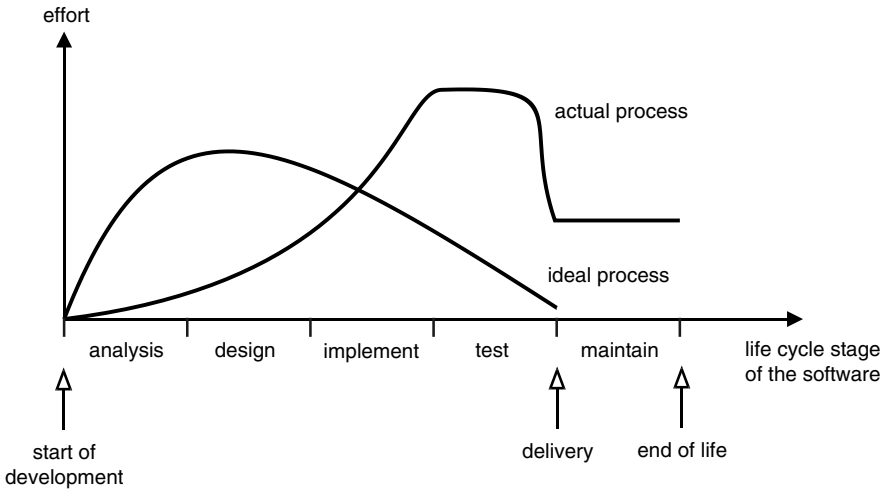 effort
actual process
ideal process
analysis
design
implement
test
maintain
life cycle stage
of the software
start of
development
delivery
end of life